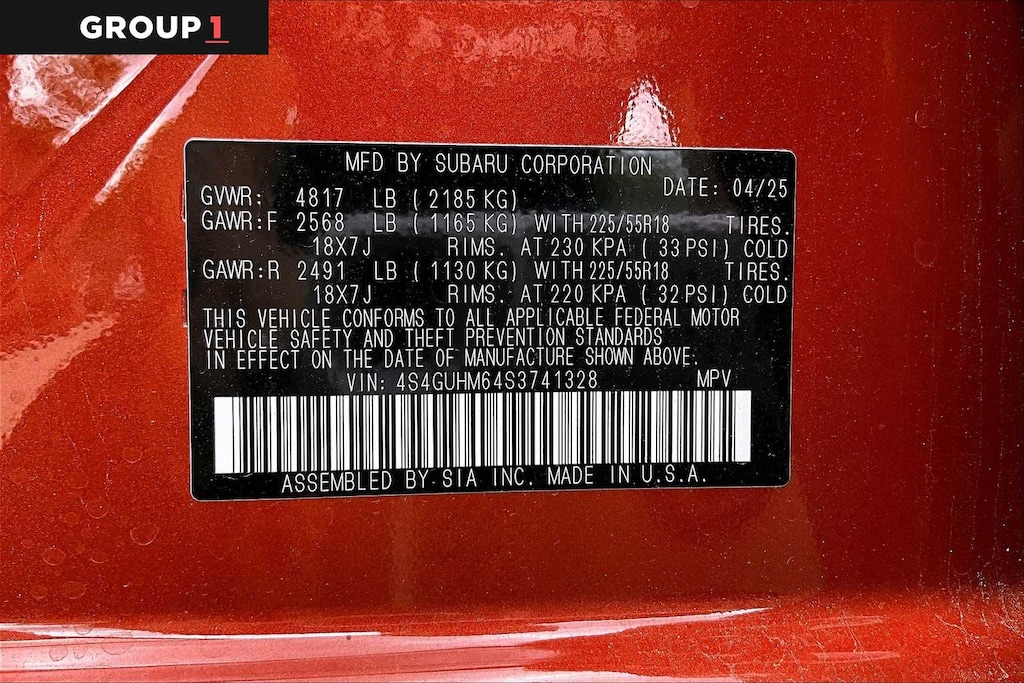 GROUP 1
MFD BY SUBARU CORPORATION
DATE: 04/25
GVWR: 4817 LB ( 2185 KG)
GAWR:F 2568 LB ( 1165 KG) WITH 225/55R18 TIRES.
18X7J RIMS. AT 230 KPA ( 33 PSI) COLD
GAWR:R 2491 LB ( 1130 KG) WITH 225/55R18 TIRES.
18X7J RIMS. AT 220 KPA ( 32 PSI) COLD
THIS VEHICLE CONFORMS TO ALL APPLICABLE FEDERAL MOTOR
VEHICLE SAFETY AND THEFT PREVENTION STANDARDS
IN EFFECT ON THE DATE OF MANUFACTURE SHOWN ABOVE.
VIN: 4S4GUHM64S3741328 MPV
ASSEMBLED BY SIA INC. MADE IN U.S.A.